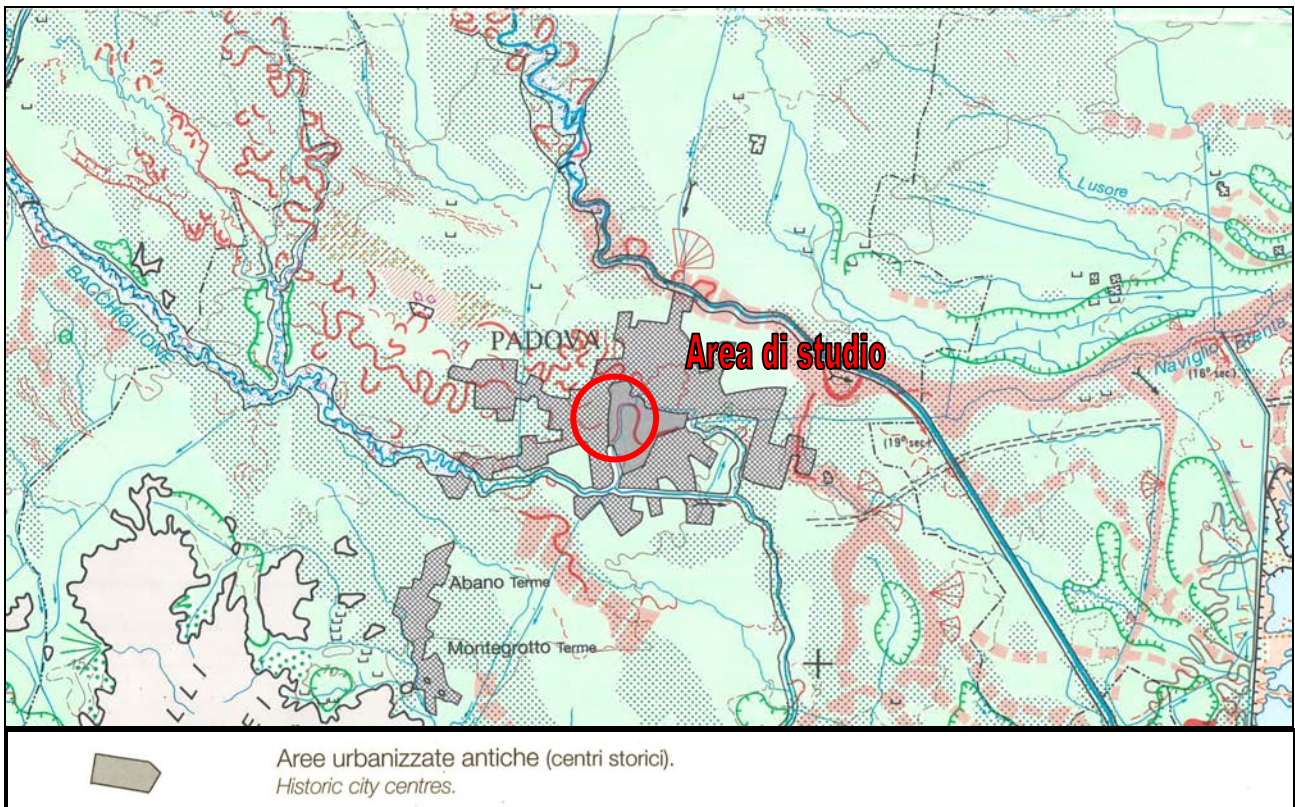 Lusore
BACCHIGLIONE
PADOVA
Area di studio
Naviglio Brenta
(16° sec.)
(19° sec.)
Abano Terme
Montegrotto Terme
Aree urbanizzate antiche (centri storici).
Historic city centres.